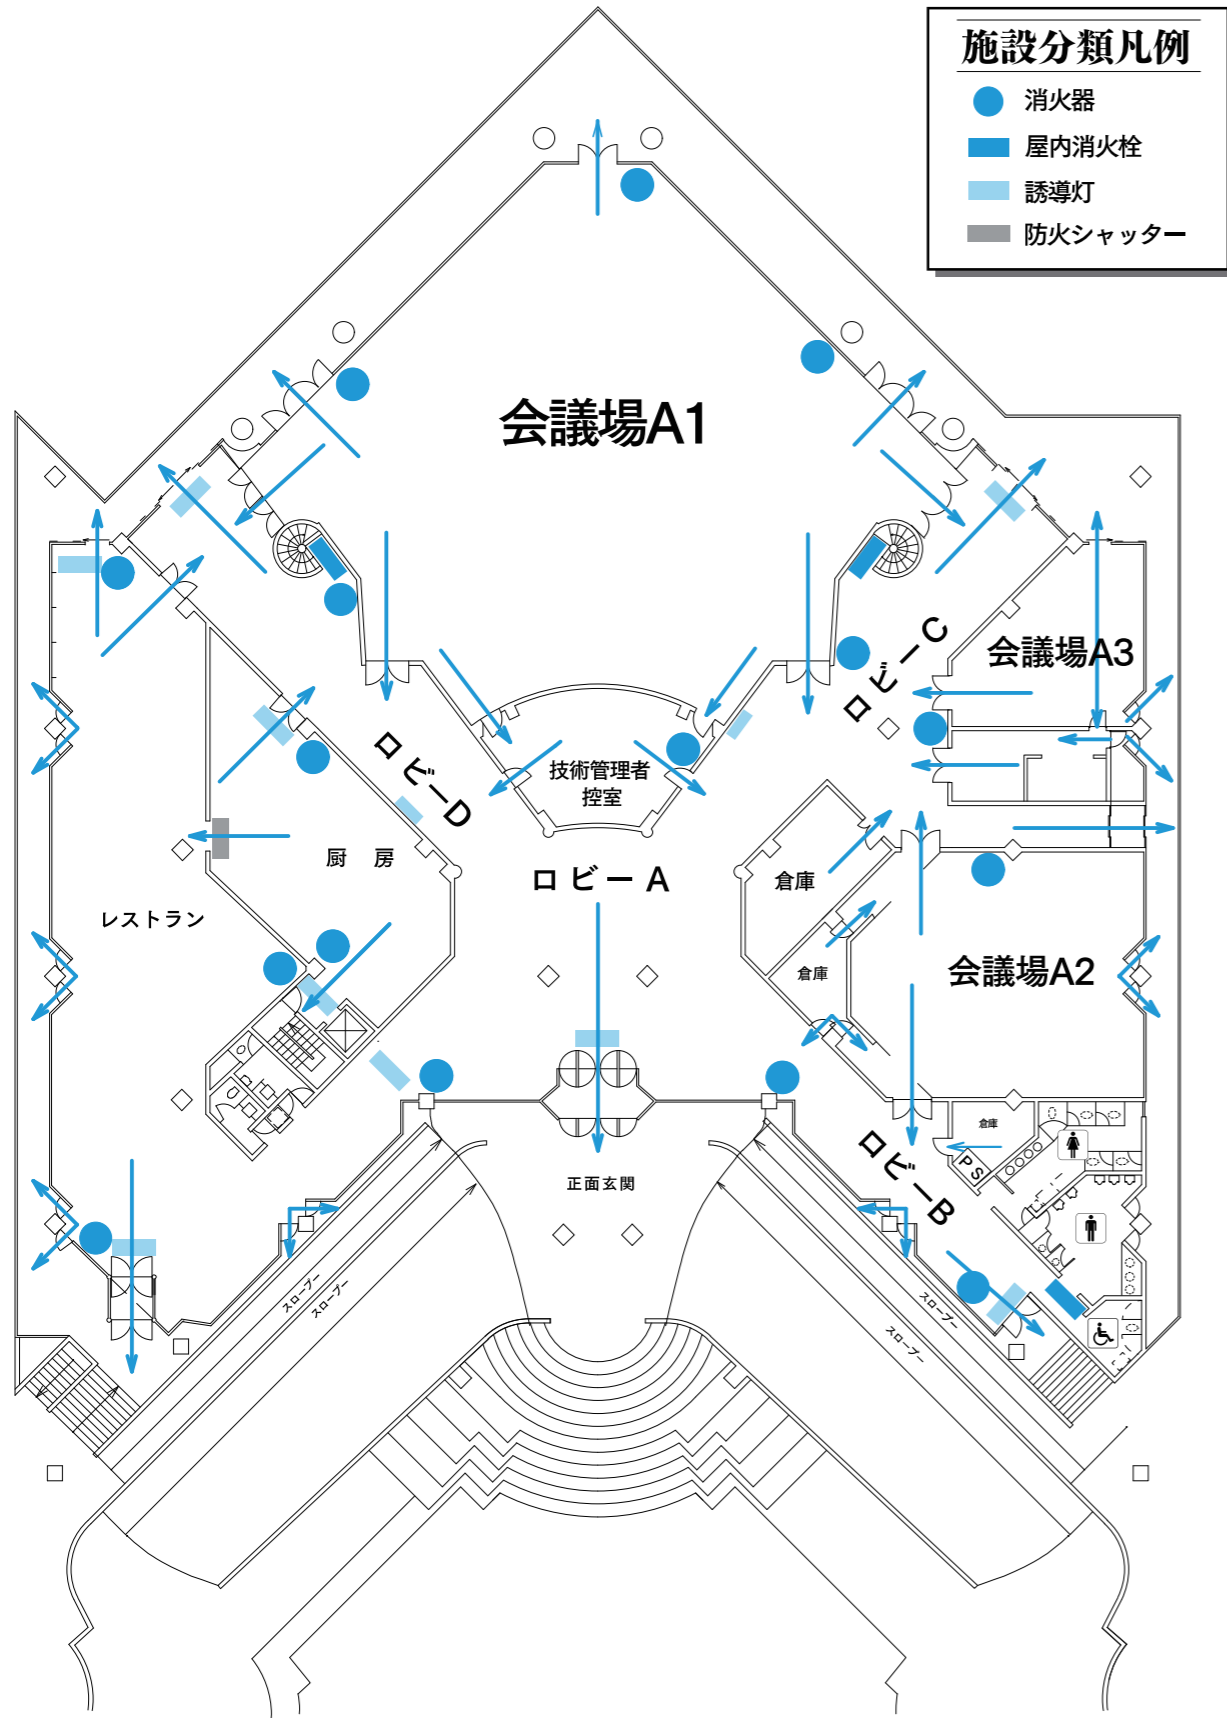 施設分類凡例
消火器
屋内消火栓
誘導灯
防火シャッター
会議場A1
会議場A3
ロビーC
ロビーD
技術管理者
控室
厨 房
ロビーA
倉庫
レストラン
倉庫
会議場A2
倉庫
PS
ロビーB
正面玄関
スロープー
スロープー
スロープー
スロープー